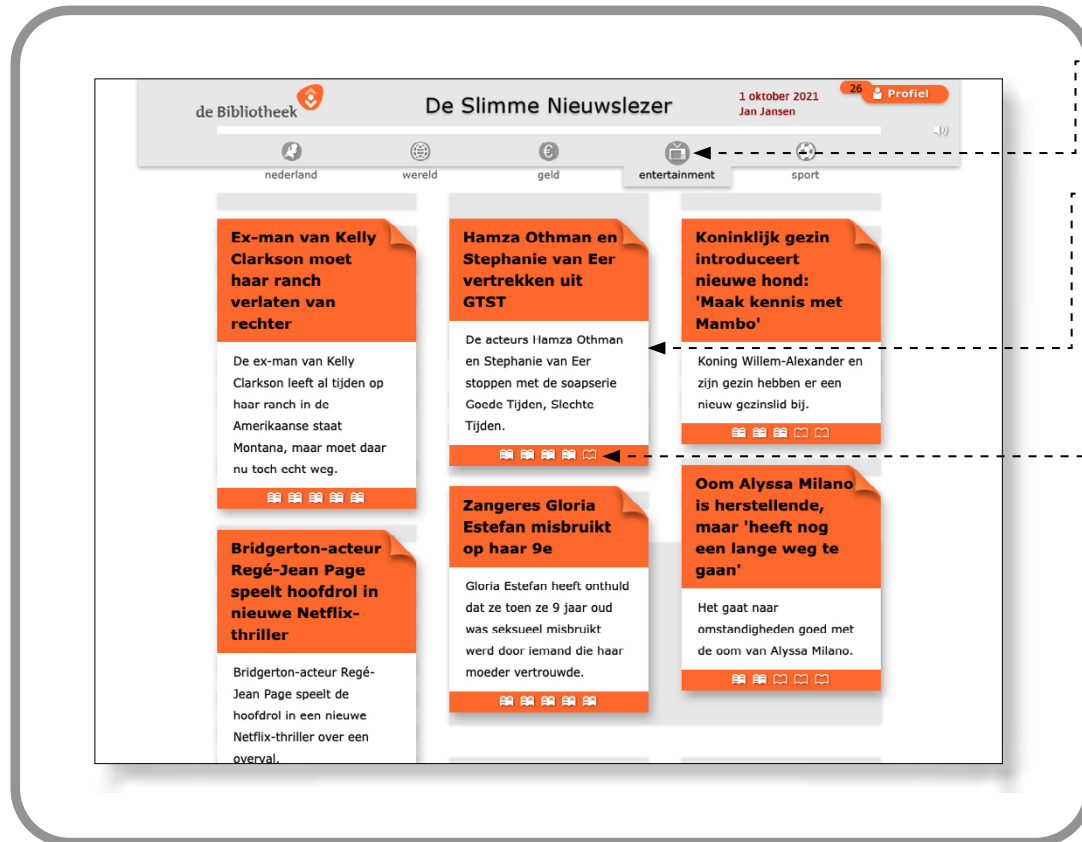 de Bibliotheek
De Slimme Nieuwslezer
1 oktober 2021
Jan Jansen
26
Profiel
nederland
wereld
geld
entertainment
sport
Ex-man van Kelly
Clarkson moet
haar ranch
verlaten van
rechter
De ex-man van Kelly
Clarkson leeft al tijden op
haar ranch in de
Amerikaanse staat
Montana, maar moet daar
nu toch echt weg.
Bridgerton-acteur
Regé-Jean Page
speelt hoofdrol in
nieuwe Netflix-
thriller
Bridgerton-acteur Regé-
Jean Page speelt de
hoofdrol in een nieuwe
Netflix-thriller over een
overval.
Hamza Othman en
Stephanie van Eer
vertrekken uit
GTST
De acteurs Hamza Othman
en Stephanie van Eer
stoppen met de soapserie
Goede Tijden, Slechte
Tijden.
Zangeres Gloria
Estefan misbruikt
op haar 9e
Gloria Estefan heeft onthuld
dat ze toen ze 9 jaar oud
was seksueel misbruikt
werd door iemand die haar
moeder vertrouwde.
Koninklijk gezin
introduceert
nieuwe hond:
'Maak kennis met
Mambo'
Koning Willem-Alexander en
zijn gezin hebben er een
nieuw gezinslid bij.
Oom Alyssa Milano
is herstellende,
maar 'heeft nog
een lange weg te
gaan'
Het gaat naar
omstandigheden goed met
de oom van Alyssa Milano.